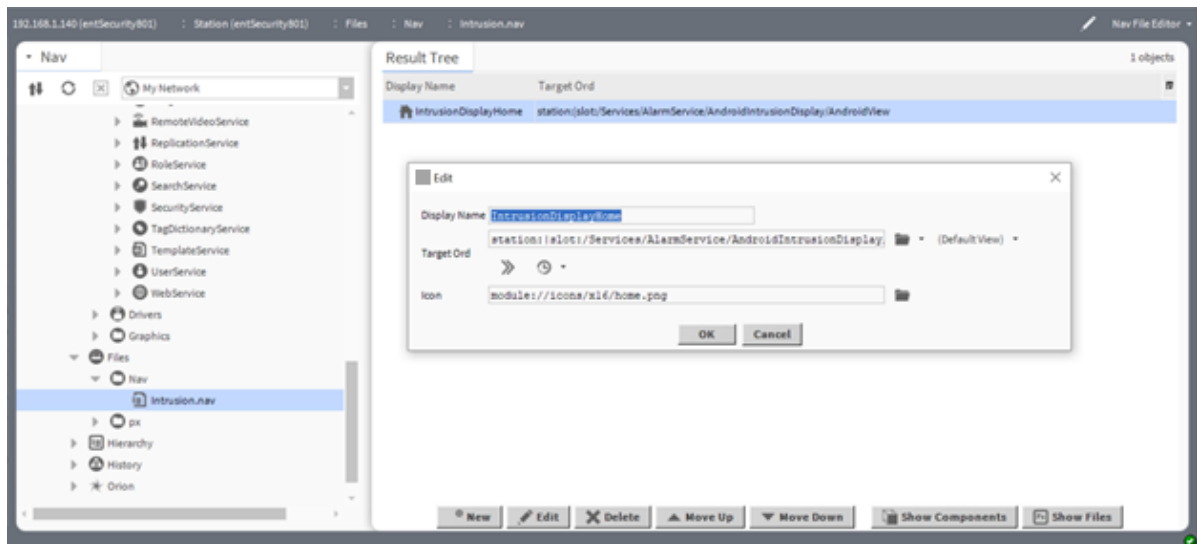 192.168.1.140 (entSecurity801) : Station (entSecurity801) : Files : Nav : Intrusion.nav Nav File Editor
Nav
My Network
RemoteVideoService
ReplicationService
RoleService
SearchService
SecurityService
TagDictionaryService
TemplateService
UserService
WebService
Drivers
Graphics
Files
Nav
Intrusion.nav
px
Hierarchy
History
Orion
Result Tree 1 objects
Display Name Target Ord
IntrusionDisplayHome station:|slot:/Services/AlarmService/AndroidIntrusionDisplay/AndroidView
Edit
Display Name IntrusionDisplayHome
station:|slot:/Services/AlarmService/AndroidIntrusionDisplay (Default View)
Target Ord
Icon module://icons/x16/home.png
OK Cancel
New Edit Delete Move Up Move Down Show Components Show Files